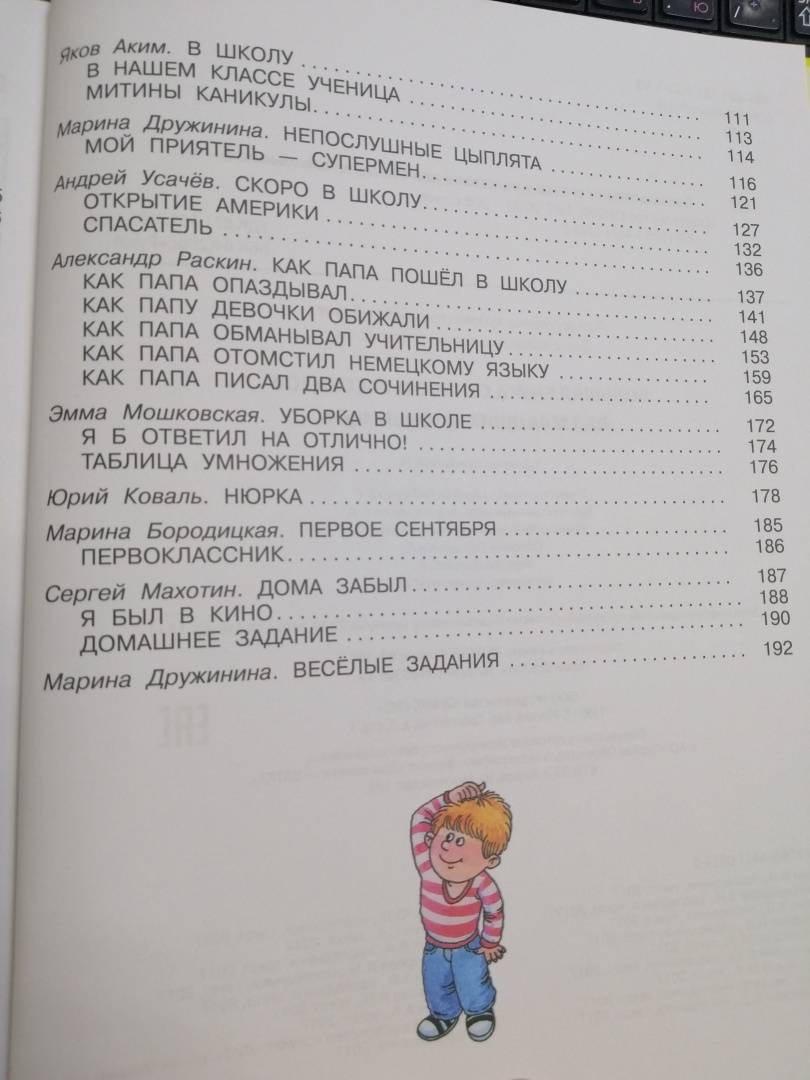 Яков Аким. В ШКОЛУ 111
В НАШЕМ КЛАССЕ УЧЕНИЦА 113
МИТИНЫ КАНИКУЛЫ. 114
Марина Дружинина. НЕПОСЛУШНЫЕ ЦЫПЛЯТА 116
МОЙ ПРИЯТЕЛЬ — СУПЕРМЕН. 121
Андрей Усачёв. СКОРО В ШКОЛУ. 127
ОТКРЫТИЕ АМЕРИКИ 132
СПАСАТЕЛЬ 136
Александр Раскин. КАК ПАПА ПОШЁЛ В ШКОЛУ 137
КАК ПАПА ОПАЗДЫВАЛ 141
КАК ПАПУ ДЕВОЧКИ ОБИЖАЛИ 148
КАК ПАПА ОБМАНЫВАЛ УЧИТЕЛЬНИЦУ 153
КАК ПАПА ОТОМСТИЛ НЕМЕЦКОМУ ЯЗЫКУ 159
КАК ПАПА ПИСАЛ ДВА СОЧИНЕНИЯ 165
Эмма Мошковская. УБОРКА В ШКОЛЕ 172
Я Б ОТВЕТИЛ НА ОТЛИЧНО! 174
ТАБЛИЦА УМНОЖЕНИЯ 176
Юрий Коваль. НЮРКА 178
Марина Бородицкая. ПЕРВОЕ СЕНТЯБРЯ 185
ПЕРВОКЛАССНИК 186
Сергей Махотин. ДОМА ЗАБЫЛ 187
Я БЫЛ В КИНО 188
ДОМАШНЕЕ ЗАДАНИЕ 190
Марина Дружинина. ВЕСЁЛЫЕ ЗАДАНИЯ 192